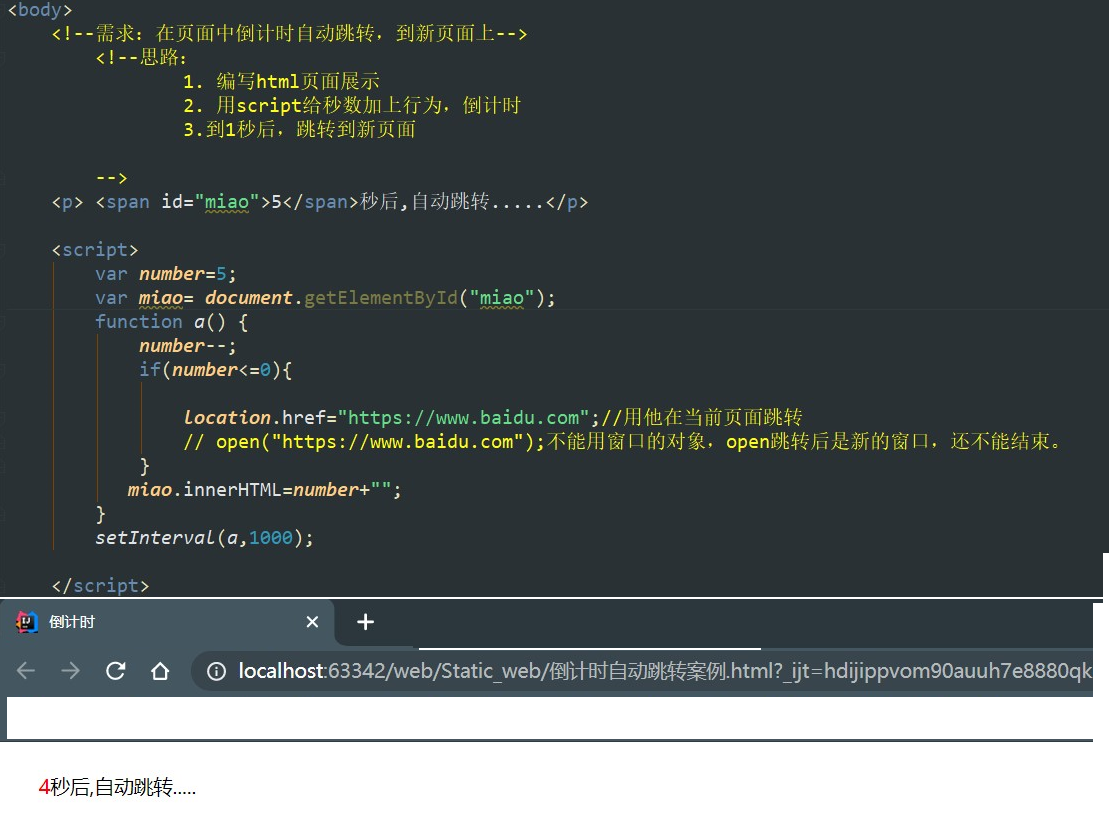 <body>
<!--需求：在页面中倒计时自动跳转，到新页面上-->
<!--思路：
1. 编写html页面展示
2. 用script给秒数加上行为，倒计时
3.到1秒后，跳转到新页面
-->
<p> <span id="miao">5</span>秒后,自动跳转.....</p>
<script>
var number=5;
var miao= document.getElementById("miao");
function a() {
number--;
if(number<=0){
location.href="https://www.baidu.com";//用他在当前页面跳转
// open("https://www.baidu.com");不能用窗口的对象，open跳转后是新的窗口，还不能结束。
}
miao.innerHTML=number+"";
}
setInterval(a,1000);
</script>
倒计时
localhost:63342/web/Static_web/倒计时自动跳转案例.html?_ijt=hdijippvom90auuh7e8880qk
4秒后,自动跳转.....